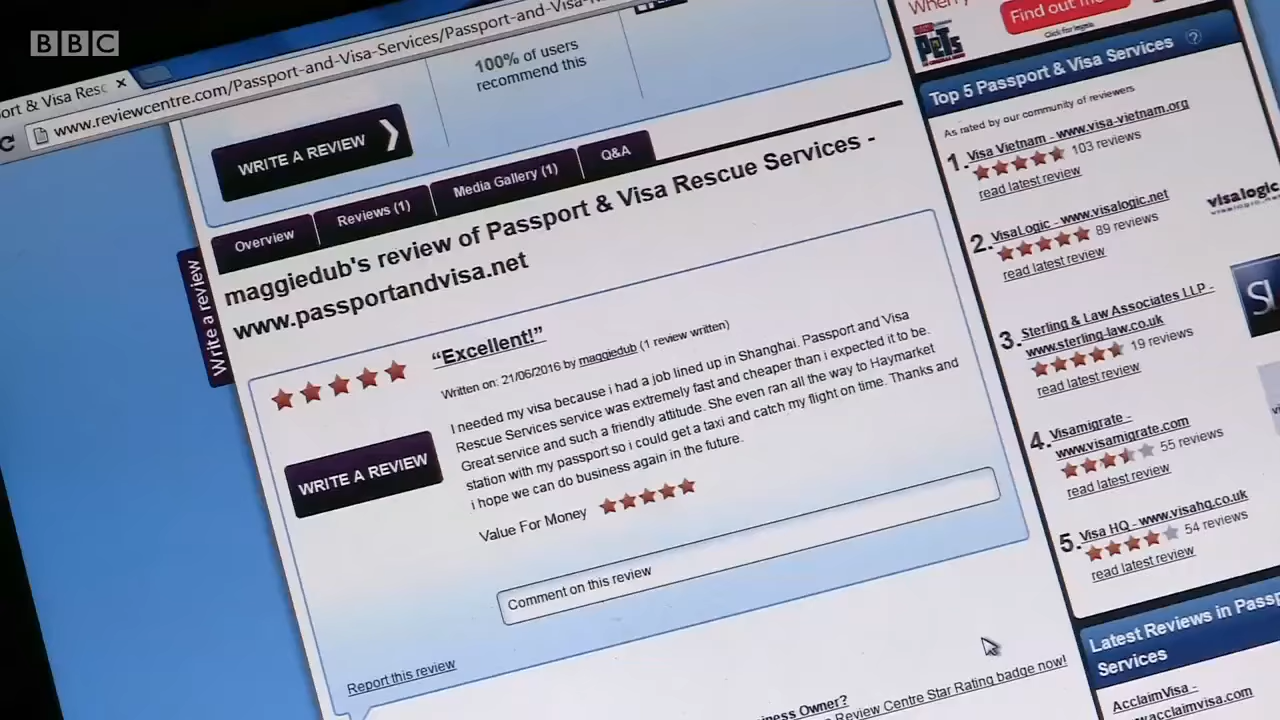 BBC
ort & Visa Resc
www.reviewcentre.com/Passport-and-Visa-Services/Passport-and-Visa-
100% of users
recommend this
WRITE A REVIEW
Overview
Reviews (1)
Media Gallery (1)
Q&A
Write a review
maggiedub's review of Passport & Visa Rescue Services -
www.passportandvisa.net
“Excellent!”
Written on: 21/06/2016 by maggiedub (1 review written)
I needed my visa because i had a job lined up in Shanghai. Passport and Visa
Rescue Services service was extremely fast and cheaper than i expected it to be.
Great service and such a friendly attitude. She even ran all the way to Haymarket
station with my passport so i could get a taxi and catch my flight on time. Thanks and
i hope we can do business again in the future.
WRITE A REVIEW
Value For Money
Comment on this review
Report this review
iness Owner?
Review Centre Star Rating badge now!
Find out
Click for
PETS
Top 5 Passport & Visa Services
As rated by our community of reviewers
1. Visa Vietnam - www.visa-vietnam.org
103 reviews
read latest review
2. VisaLogic - www.visalogic.net
89 reviews
read latest review
visalogic
3. Sterling & Law Associates LLP -
www.sterling-law.co.uk
19 reviews
read latest review
4. Visamigrate -
www.visamigrate.com
55 reviews
read latest review
5. Visa HQ - www.visahq.co.uk
54 reviews
read latest review
Latest Reviews in Passp
Services
AcclaimVisa -
w.acclaimvisa.com